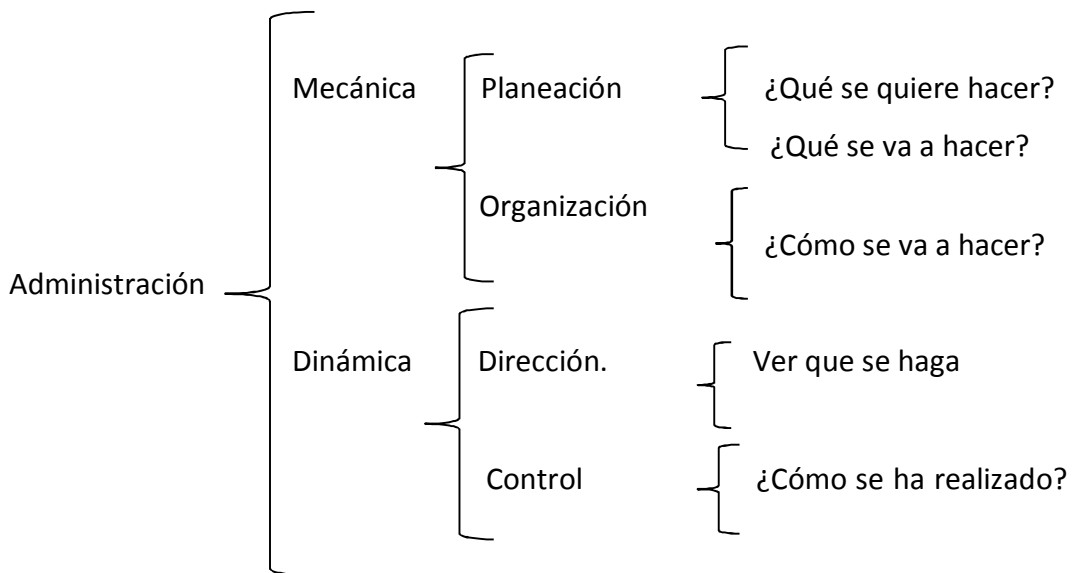 Mecánica Planeación ¿Qué se quiere hacer?
¿Qué se va a hacer?
Organización
¿Cómo se va a hacer?
Administración
Dinámica Dirección. Ver que se haga
Control ¿Cómo se ha realizado?